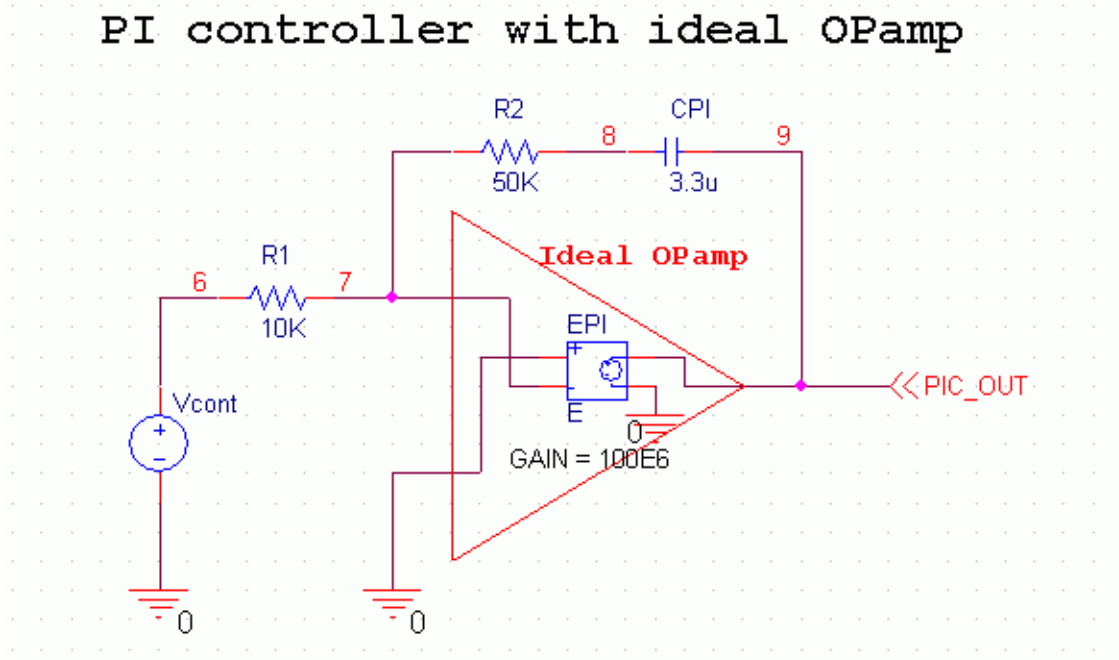 PI controller with ideal OPamp
R2
CPI
8
9
50K
3.3u
R1
Ideal OPamp
6
7
10K
EPI
+
-
PIC_OUT
Vcont
+
-
E
0
GAIN = 100E6
0
0